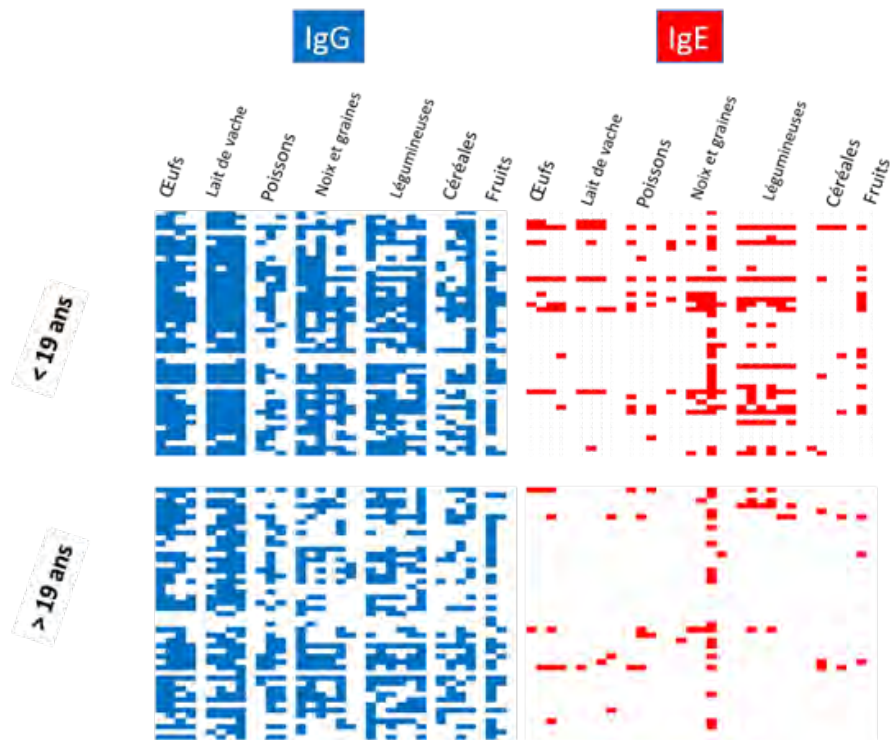 IgG
IgE
Œufs
Lait de vache
Poissons
Noix et graines
Légumineuses
Céréales
Fruits
Œufs
Lait de vache
Poissons
Noix et graines
Légumineuses
Céréales
Fruits
< 19 ans
> 19 ans